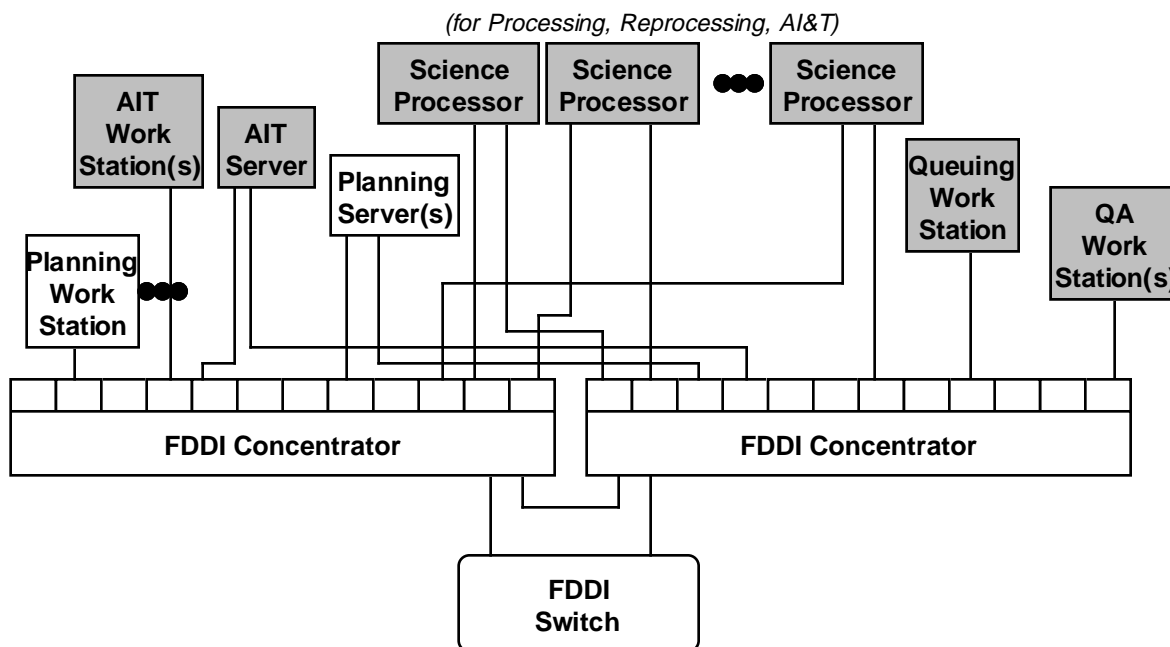 (for Processing, Reprocessing, AI&T)
Science
Processor
Science
Processor
Science
Processor
AIT
Work
Station(s)
AIT
Server
Planning
Server(s)
Queuing
Work
Station
QA
Work
Station(s)
Planning
Work
Station
FDDI Concentrator
FDDI Concentrator
FDDI
Switch